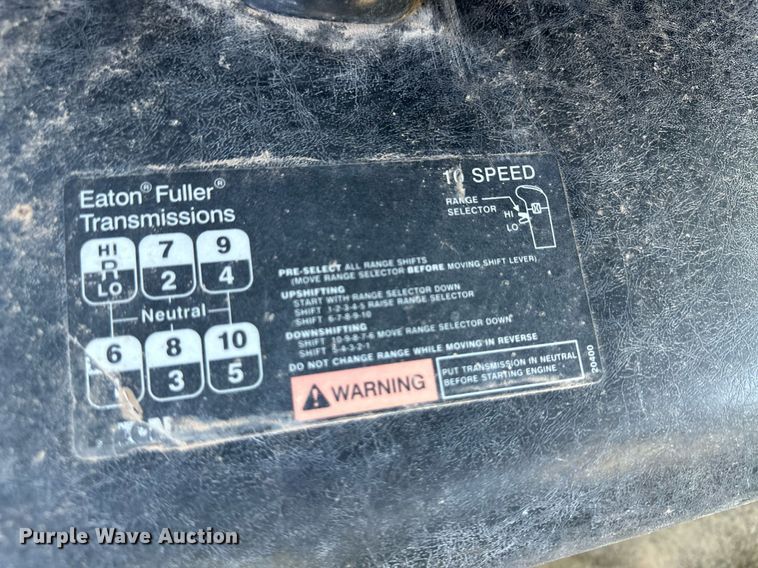 Eaton® Fuller®
Transmissions
10 SPEED
RANGE
SELECTOR
HI
LO
HI
R
LO
7
2
9
4
Neutral
6
8
3
10
5
PRE-SELECT ALL RANGE SHIFTS
(MOVE RANGE SELECTOR BEFORE MOVING SHIFT LEVER)
UPSHIFTING
START WITH RANGE SELECTOR DOWN
SHIFT 1-2-3-4-5 RAISE RANGE SELECTOR
SHIFT 6-7-8-9-10
DOWNSHIFTING
SHIFT 10-9-8-7-6 MOVE RANGE SELECTOR DOWN
SHIFT 5-4-3-2-1
DO NOT CHANGE RANGE WHILE MOVING IN REVERSE
WARNING
PUT TRANSMISSION IN NEUTRAL
BEFORE STARTING ENGINE
20400
Purple Wave Auction